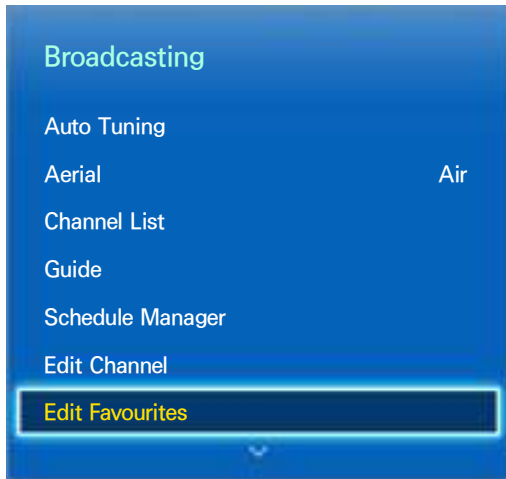 Broadcasting
Auto Tuning
Aerial Air
Channel List
Guide
Schedule Manager
Edit Channel
Edit Favourites